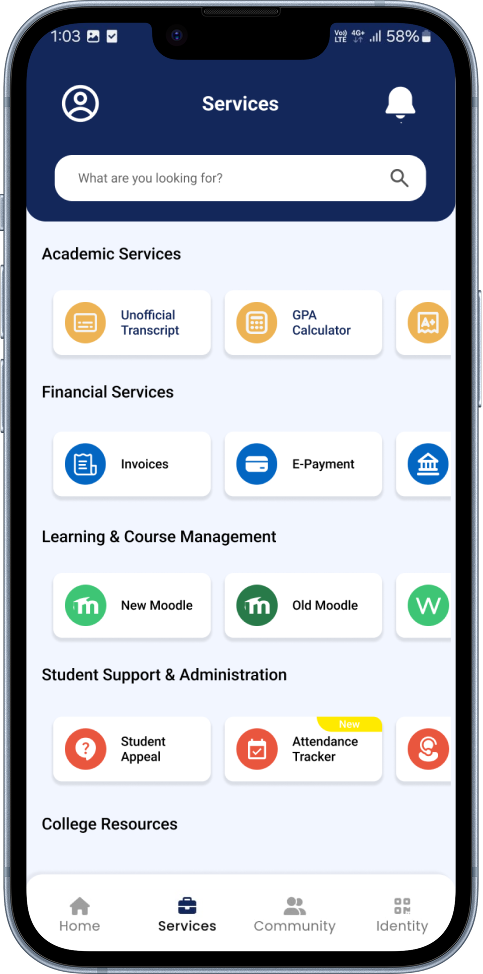 1:03
Vo)) 4G+ 58%
LTE
Services
What are you looking for?
Academic Services
Unofficial
Transcript
GPA
Calculator
A+
Financial Services
Invoices
E-Payment
Learning & Course Management
m
New Moodle
m
Old Moodle
W
Student Support & Administration
?
Student
Appeal
New
Attendance
Tracker
College Resources
Home
Services
Community
Identity